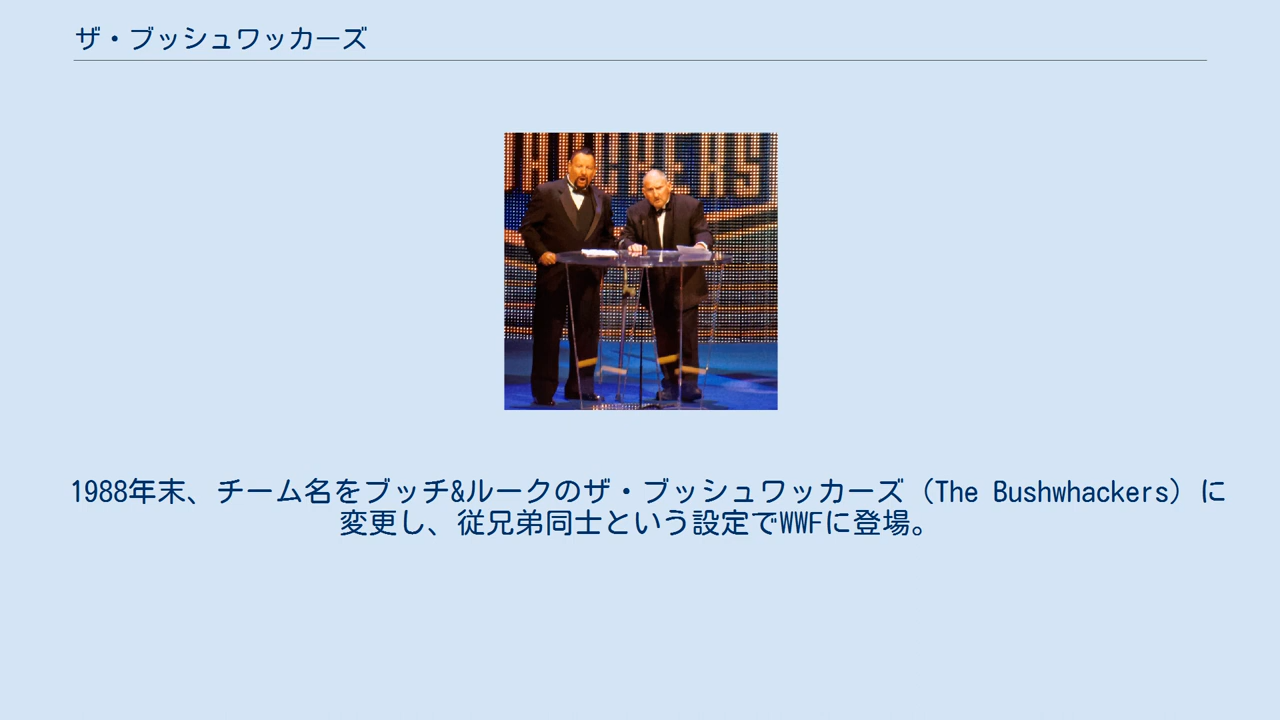 ザ・ブッシュワッカーズ
1988年末、チーム名をブッチ&ルークのザ・ブッシュワッカーズ（The Bushwhackers）に
変更し、従兄弟同士という設定でWWFに登場。